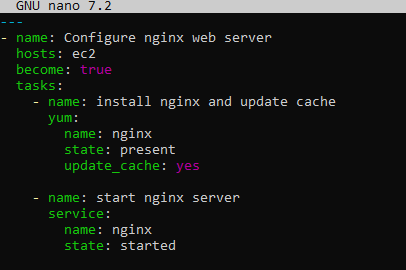 GNU nano 7.2
---
- name: Configure nginx web server
  hosts: ec2
  become: true
  tasks:
    - name: install nginx and update cache
      yum:
        name: nginx
        state: present
        update_cache: yes

    - name: start nginx server
      service:
        name: nginx
        state: started